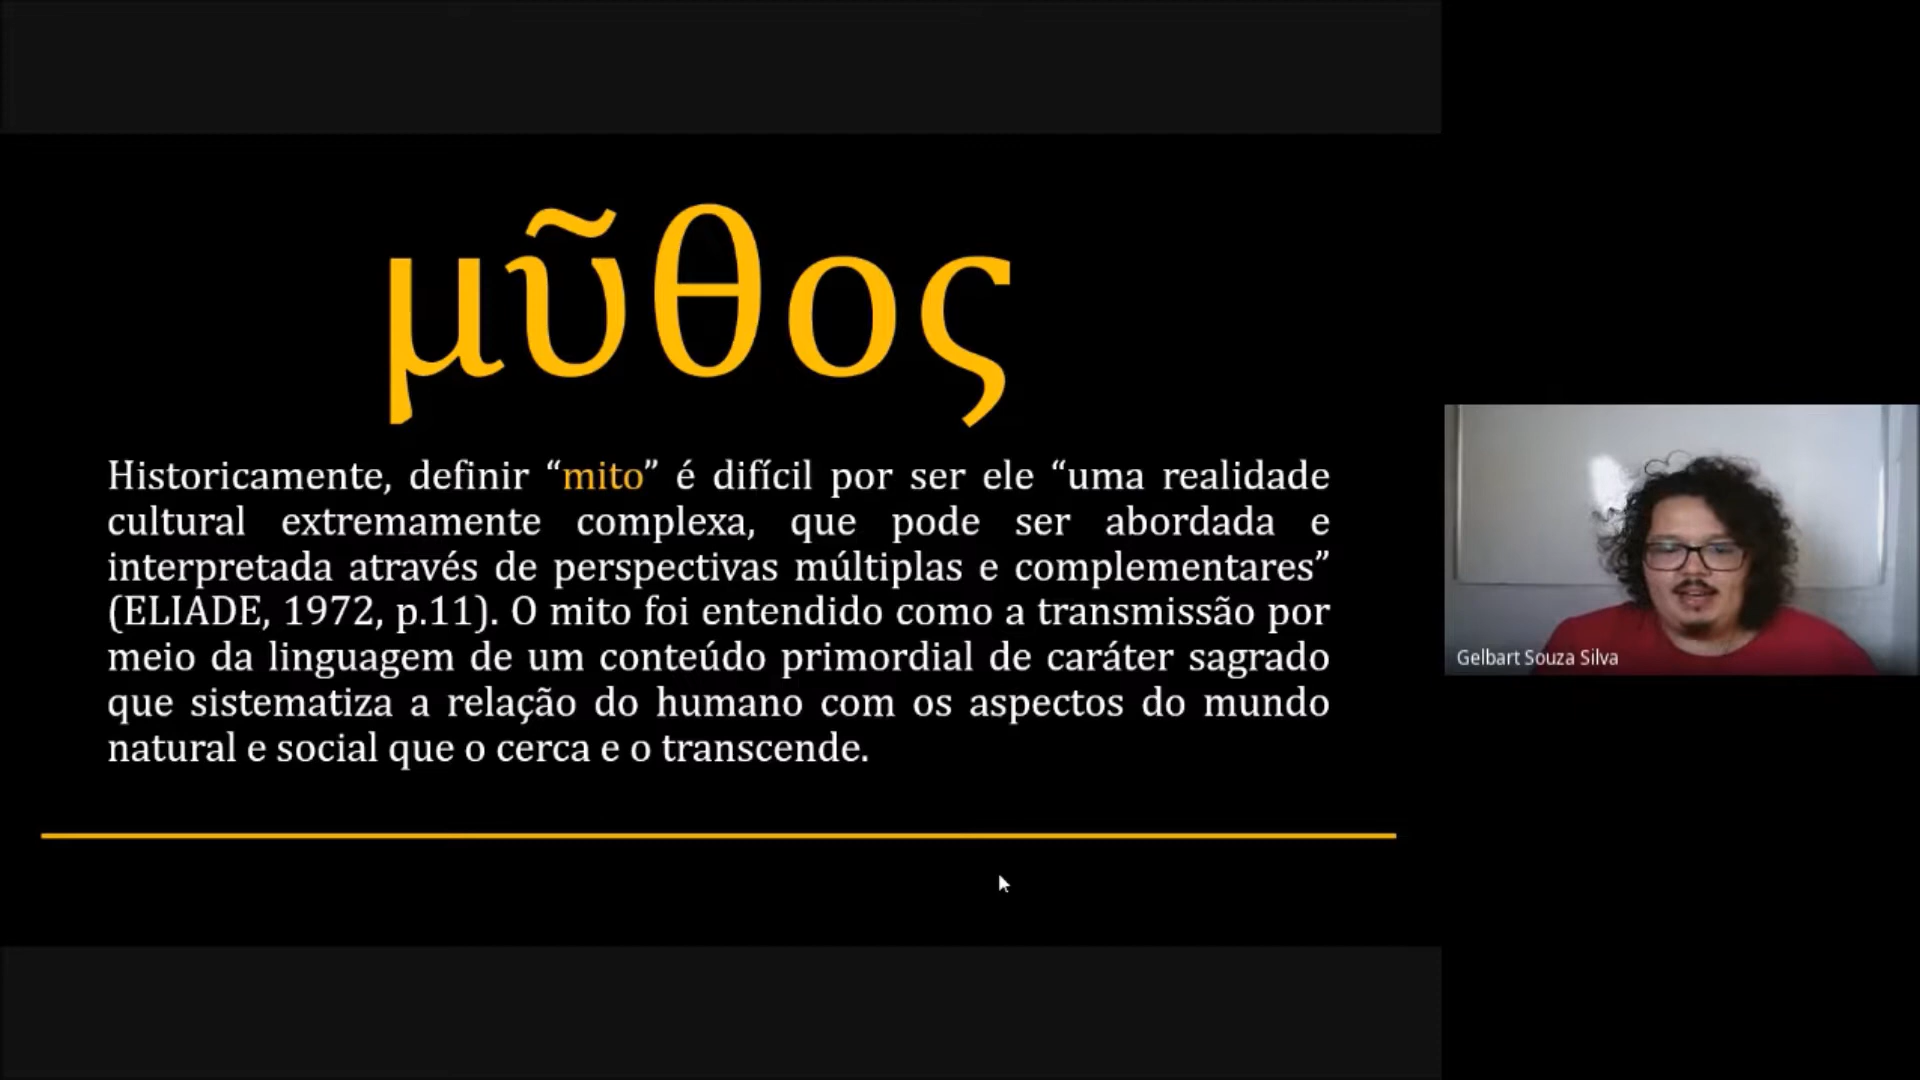 μῦθος
Historicamente, definir “mito” é difícil por ser ele “uma realidade
cultural extremamente complexa, que pode ser abordada e
interpretada através de perspectivas múltiplas e complementares”
(ELIADE, 1972, p.11). O mito foi entendido como a transmissão por
meio da linguagem de um conteúdo primordial de caráter sagrado
que sistematiza a relação do humano com os aspectos do mundo
natural e social que o cerca e o transcende.
Gelbart Souza Silva